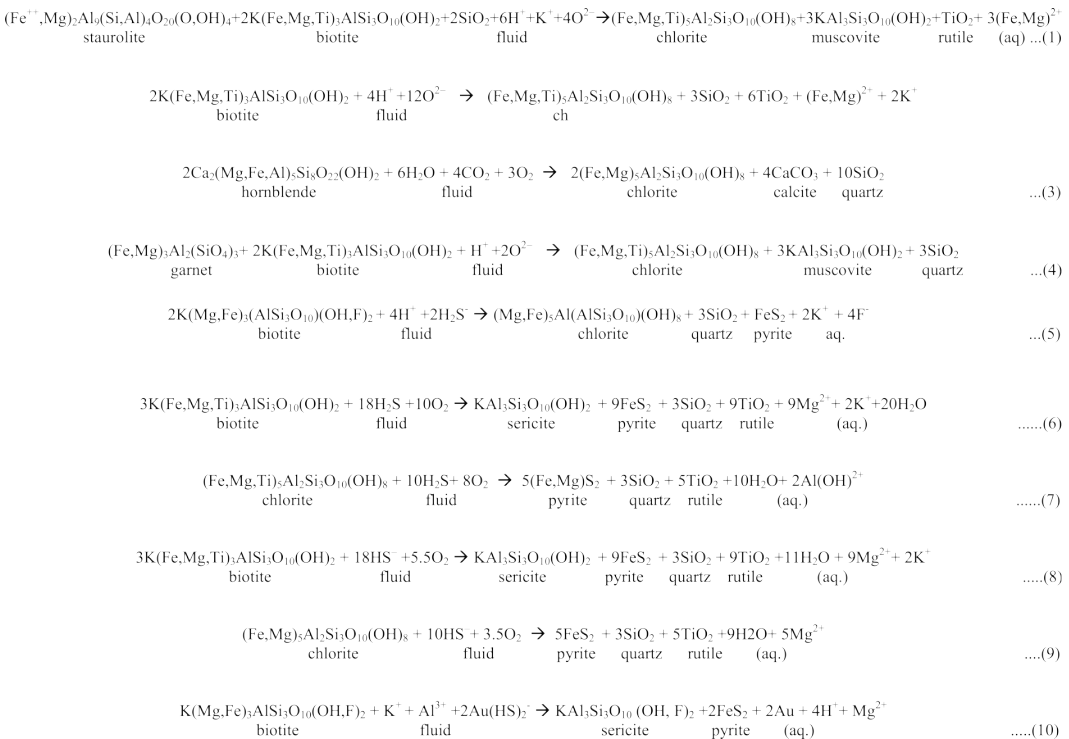 (Fe⁺⁺,Mg)₂Al₉(Si,Al)₄O₂₀(O,OH)₄+2K(Fe,Mg,Ti)₃AlSi₃O₁₀(OH)₂+2SiO₂+6H⁺+K⁺+4O²⁻→(Fe,Mg,Ti)₅Al₂Si₃O₁₀(OH)₈+3KAl₃Si₃O₁₀(OH)₂+TiO₂+ 3(Fe,Mg)²⁺
staurolite biotite fluid chlorite muscovite rutile (aq) ...(1)
2K(Fe,Mg,Ti)₃AlSi₃O₁₀(OH)₂ + 4H⁺ +12O²⁻ → (Fe,Mg,Ti)₅Al₂Si₃O₁₀(OH)₈ + 3SiO₂ + 6TiO₂ + (Fe,Mg)²⁺ + 2K⁺
biotite fluid ch
2Ca₂(Mg,Fe,Al)₅Si₈O₂₂(OH)₂ + 6H₂O + 4CO₂ + 3O₂ → 2(Fe,Mg)₅Al₂Si₃O₁₀(OH)₈ + 4CaCO₃ + 10SiO₂
hornblende fluid chlorite calcite quartz ...(3)
(Fe,Mg)₃Al₂(SiO₄)₃+ 2K(Fe,Mg,Ti)₃AlSi₃O₁₀(OH)₂ + H⁺ +2O²⁻ → (Fe,Mg,Ti)₅Al₂Si₃O₁₀(OH)₈ + 3KAl₃Si₃O₁₀(OH)₂ + 3SiO₂
garnet biotite fluid chlorite muscovite quartz ...(4)
2K(Mg,Fe)₃(AlSi₃O₁₀)(OH,F)₂ + 4H⁺ +2H₂S⁻→ (Mg,Fe)₅Al(AlSi₃O₁₀)(OH)₈ + 3SiO₂ + FeS₂ + 2K⁺ + 4F⁻
biotite fluid chlorite quartz pyrite aq. ...(5)
3K(Fe,Mg,Ti)₃AlSi₃O₁₀(OH)₂ + 18H₂S +10O₂ → KAl₃Si₃O₁₀(OH)₂ + 9FeS₂ + 3SiO₂ + 9TiO₂ + 9Mg²⁺+ 2K⁺+20H₂O
biotite fluid sericite pyrite quartz rutile (aq.) ......(6)
(Fe,Mg,Ti)₅Al₂Si₃O₁₀(OH)₈ + 10H₂S+ 8O₂ → 5(Fe,Mg)S₂ + 3SiO₂ + 5TiO₂ +10H₂O+ 2Al(OH)²⁺
chlorite fluid pyrite quartz rutile (aq.) ......(7)
3K(Fe,Mg,Ti)₃AlSi₃O₁₀(OH)₂ + 18HS⁻ +5.5O₂ → KAl₃Si₃O₁₀(OH)₂ + 9FeS₂ + 3SiO₂ + 9TiO₂ +11H₂O + 9Mg²⁺ + 2K⁺
biotite fluid sericite pyrite quartz rutile (aq.) .....(8)
(Fe,Mg)₅Al₂Si₃O₁₀(OH)₈ + 10HS⁻ + 3.5O₂ → 5FeS₂ + 3SiO₂ + 5TiO₂ +9H2O+ 5Mg²⁺
chlorite fluid pyrite quartz rutile (aq.) ....(9)
K(Mg,Fe)₃AlSi₃O₁₀(OH,F)₂ + K⁺ + Al³⁺ +2Au(HS)₂⁻ → KAl₃Si₃O₁₀ (OH, F)₂ +2FeS₂ + 2Au + 4H⁺+ Mg²⁺
biotite fluid sericite pyrite (aq.) .....(10)